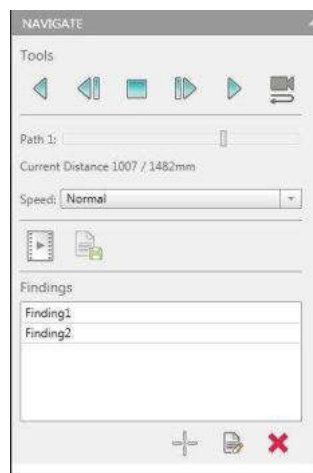 NAVIGATE
Tools
Path 1:
Current Distance 1007 / 1482mm
Speed: Normal
Findings
Finding1
Finding2